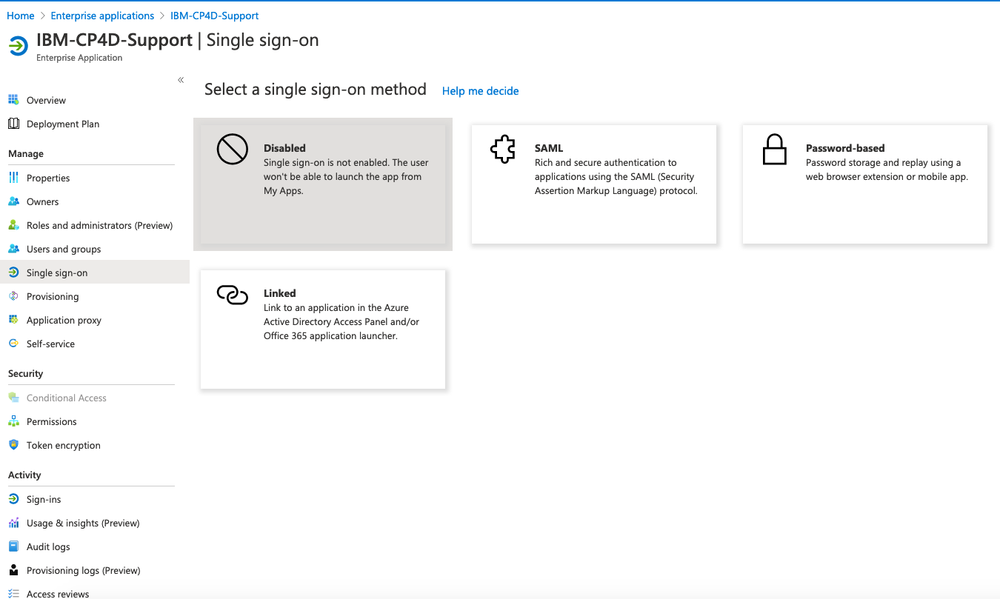 Home > Enterprise applications > IBM-CP4D-Support
IBM-CP4D-Support | Single sign-on
Enterprise Application
«
Overview
Deployment Plan
Manage
Properties
Owners
Roles and administrators (Preview)
Users and groups
Single sign-on
Provisioning
Application proxy
Self-service
Security
Conditional Access
Permissions
Token encryption
Activity
Sign-ins
Usage & insights (Preview)
Audit logs
Provisioning logs (Preview)
Access reviews
Select a single sign-on method Help me decide
Disabled
Single sign-on is not enabled. The user
won't be able to launch the app from
My Apps.
SAML
Rich and secure authentication to
applications using the SAML (Security
Assertion Markup Language) protocol.
Password-based
Password storage and replay using a
web browser extension or mobile app.
Linked
Link to an application in the Azure
Active Directory Access Panel and/or
Office 365 application launcher.